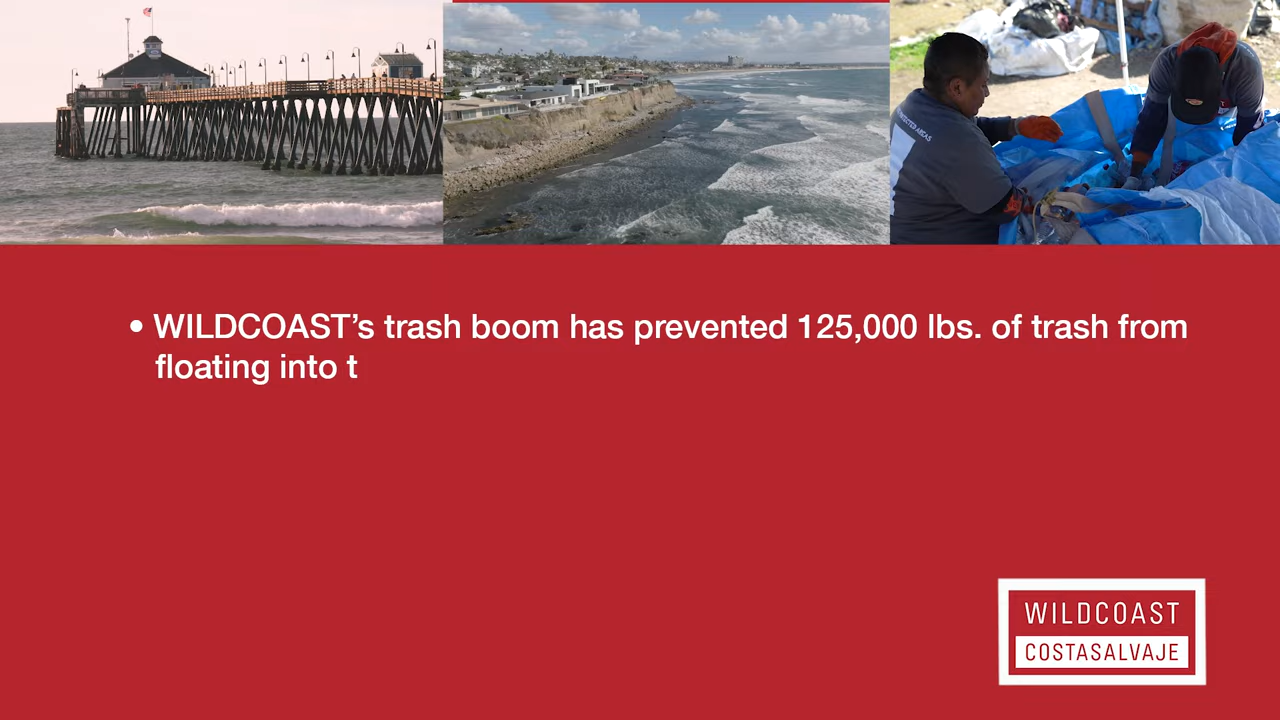 • WILDCOAST’s trash boom has prevented 125,000 lbs. of trash from
floating into t
WILDCOAST
COSTASALVAJE